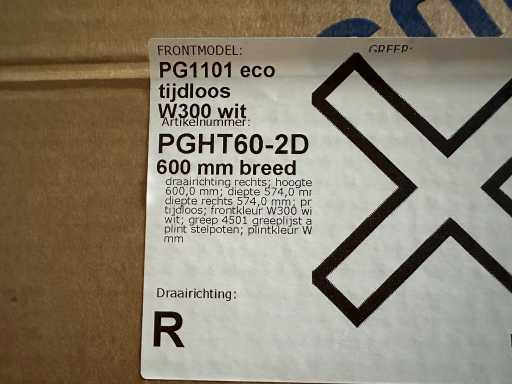 FRONTMODEL:
GREEP:
PG1101 eco
tijdloos
W300 wit
Artikelnummer:
PGHT60-2D
600 mm breed
draairichting rechts; hoogte
600,0 mm; diepte 574,0 mm
diepte rechts 574,0 mm; pr
tijdloos; frontkleur W300 wi
wit; greep 4501 greeplijst a
plint stelpoten; plintkleur W
mm
Draairichting:
R